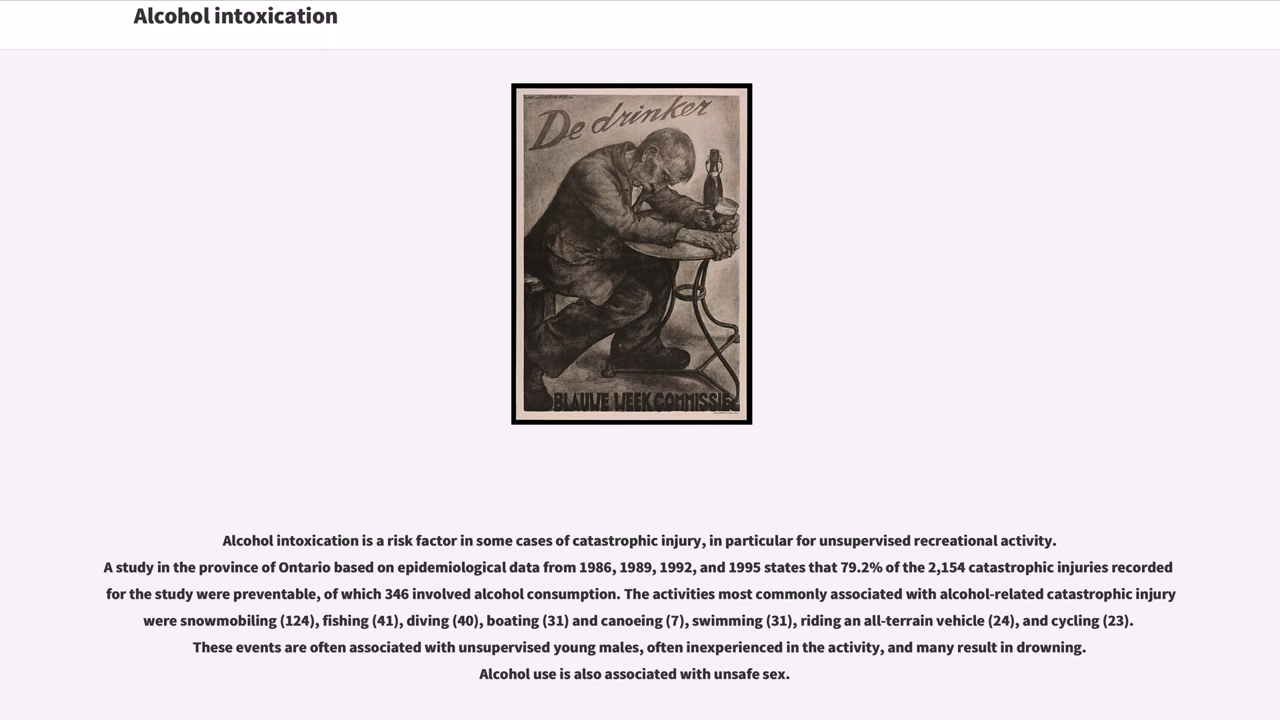 Alcohol intoxication
De drinker
BLAUWE WEEK COMMISSIE
Alcohol intoxication is a risk factor in some cases of catastrophic injury, in particular for unsupervised recreational activity.
A study in the province of Ontario based on epidemiological data from 1986, 1989, 1992, and 1995 states that 79.2% of the 2,154 catastrophic injuries recorded
for the study were preventable, of which 346 involved alcohol consumption. The activities most commonly associated with alcohol-related catastrophic injury
were snowmobiling (124), fishing (41), diving (40), boating (31) and canoeing (7), swimming (31), riding an all-terrain vehicle (24), and cycling (23).
These events are often associated with unsupervised young males, often inexperienced in the activity, and many result in drowning.
Alcohol use is also associated with unsafe sex.